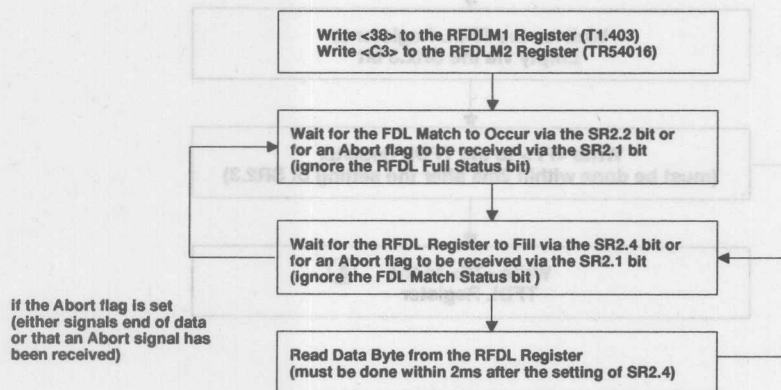 Write <38> to the RFDLM1 Register (T1.403)
Write <C3> to the RFDLM2 Register (TR54016)
Wait for the FDL Match to Occur via the SR2.2 bit or
for an Abort flag to be received via the SR2.1 bit
(ignore the RFDL Full Status bit)
Wait for the RFDL Register to Fill via the SR2.4 bit or
for an Abort flag to be received via the SR2.1 bit
(ignore the FDL Match Status bit )
if the Abort flag is set
(either signals end of data
or that an Abort signal has
been received)
Read Data Byte from the RFDL Register
(must be done within 2ms after the setting of SR2.4)